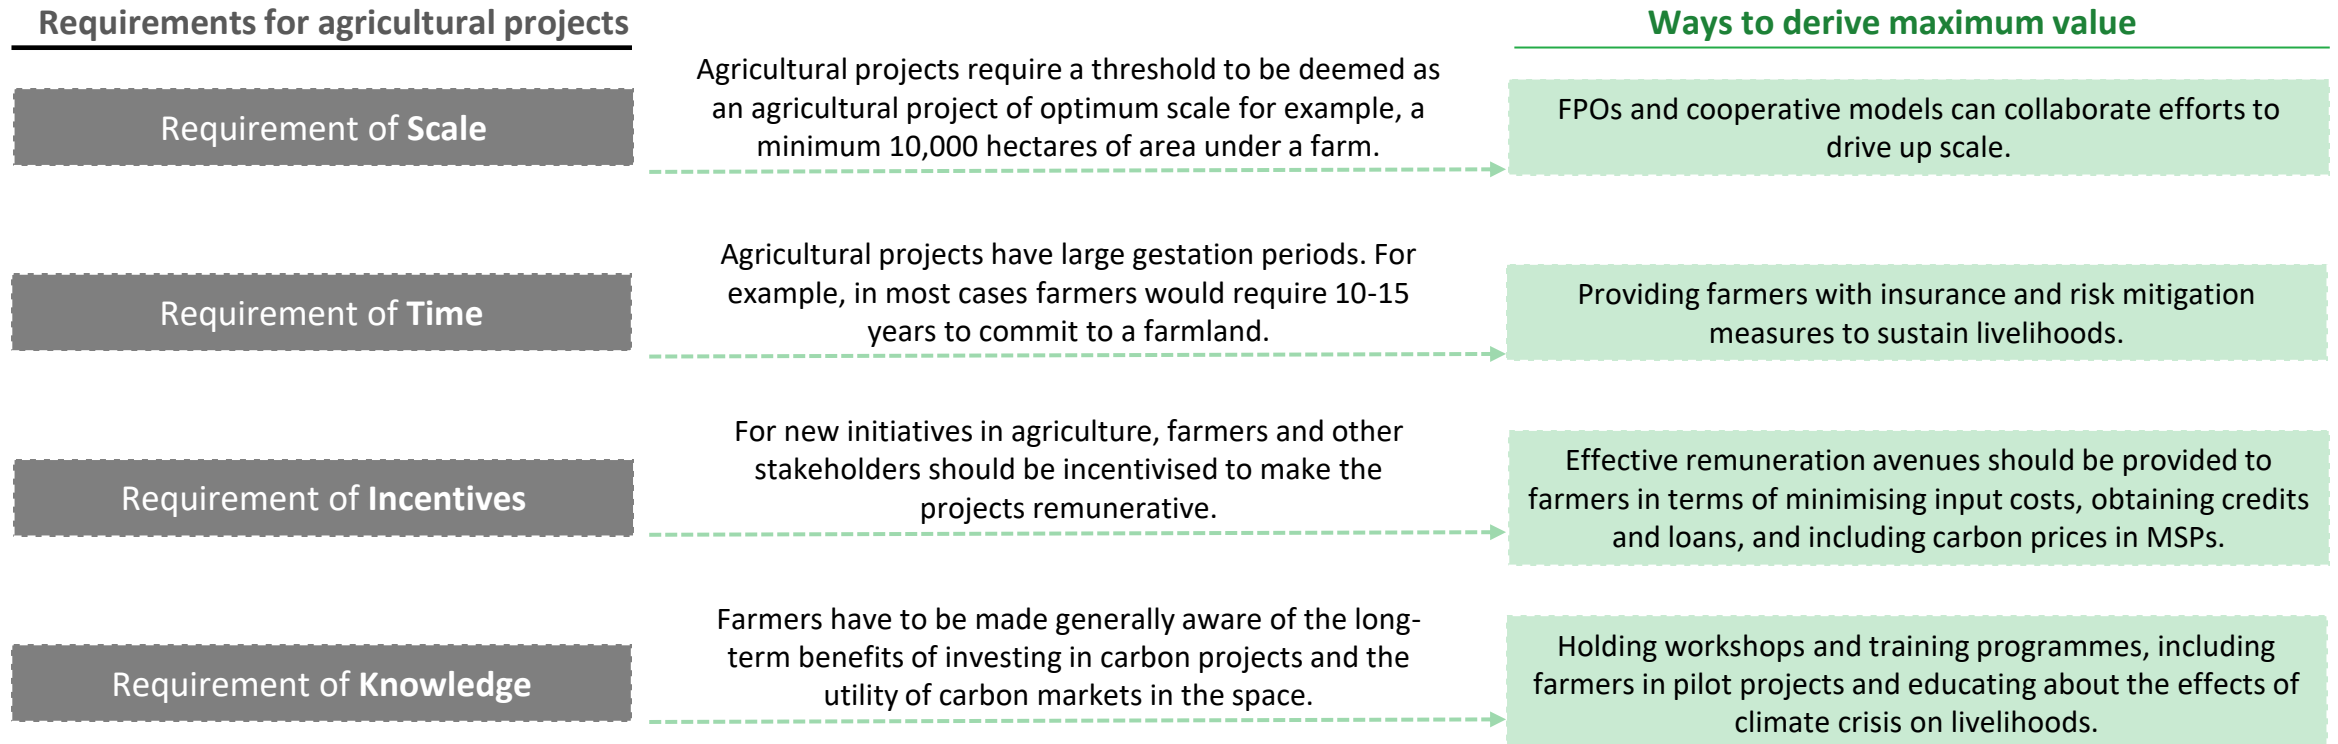 Requirements for agricultural projects
Ways to derive maximum value
Requirement of Scale
Agricultural projects require a threshold to be deemed as
an agricultural project of optimum scale for example, a
minimum 10,000 hectares of area under a farm.
FPOs and cooperative models can collaborate efforts to
drive up scale.
Requirement of Time
Agricultural projects have large gestation periods. For
example, in most cases farmers would require 10-15
years to commit to a farmland.
Providing farmers with insurance and risk mitigation
measures to sustain livelihoods.
Requirement of Incentives
For new initiatives in agriculture, farmers and other
stakeholders should be incentivised to make the
projects remunerative.
Effective remuneration avenues should be provided to
farmers in terms of minimising input costs, obtaining credits
and loans, and including carbon prices in MSPs.
Requirement of Knowledge
Farmers have to be made generally aware of the long-
term benefits of investing in carbon projects and the
utility of carbon markets in the space.
Holding workshops and training programmes, including
farmers in pilot projects and educating about the effects of
climate crisis on livelihoods.